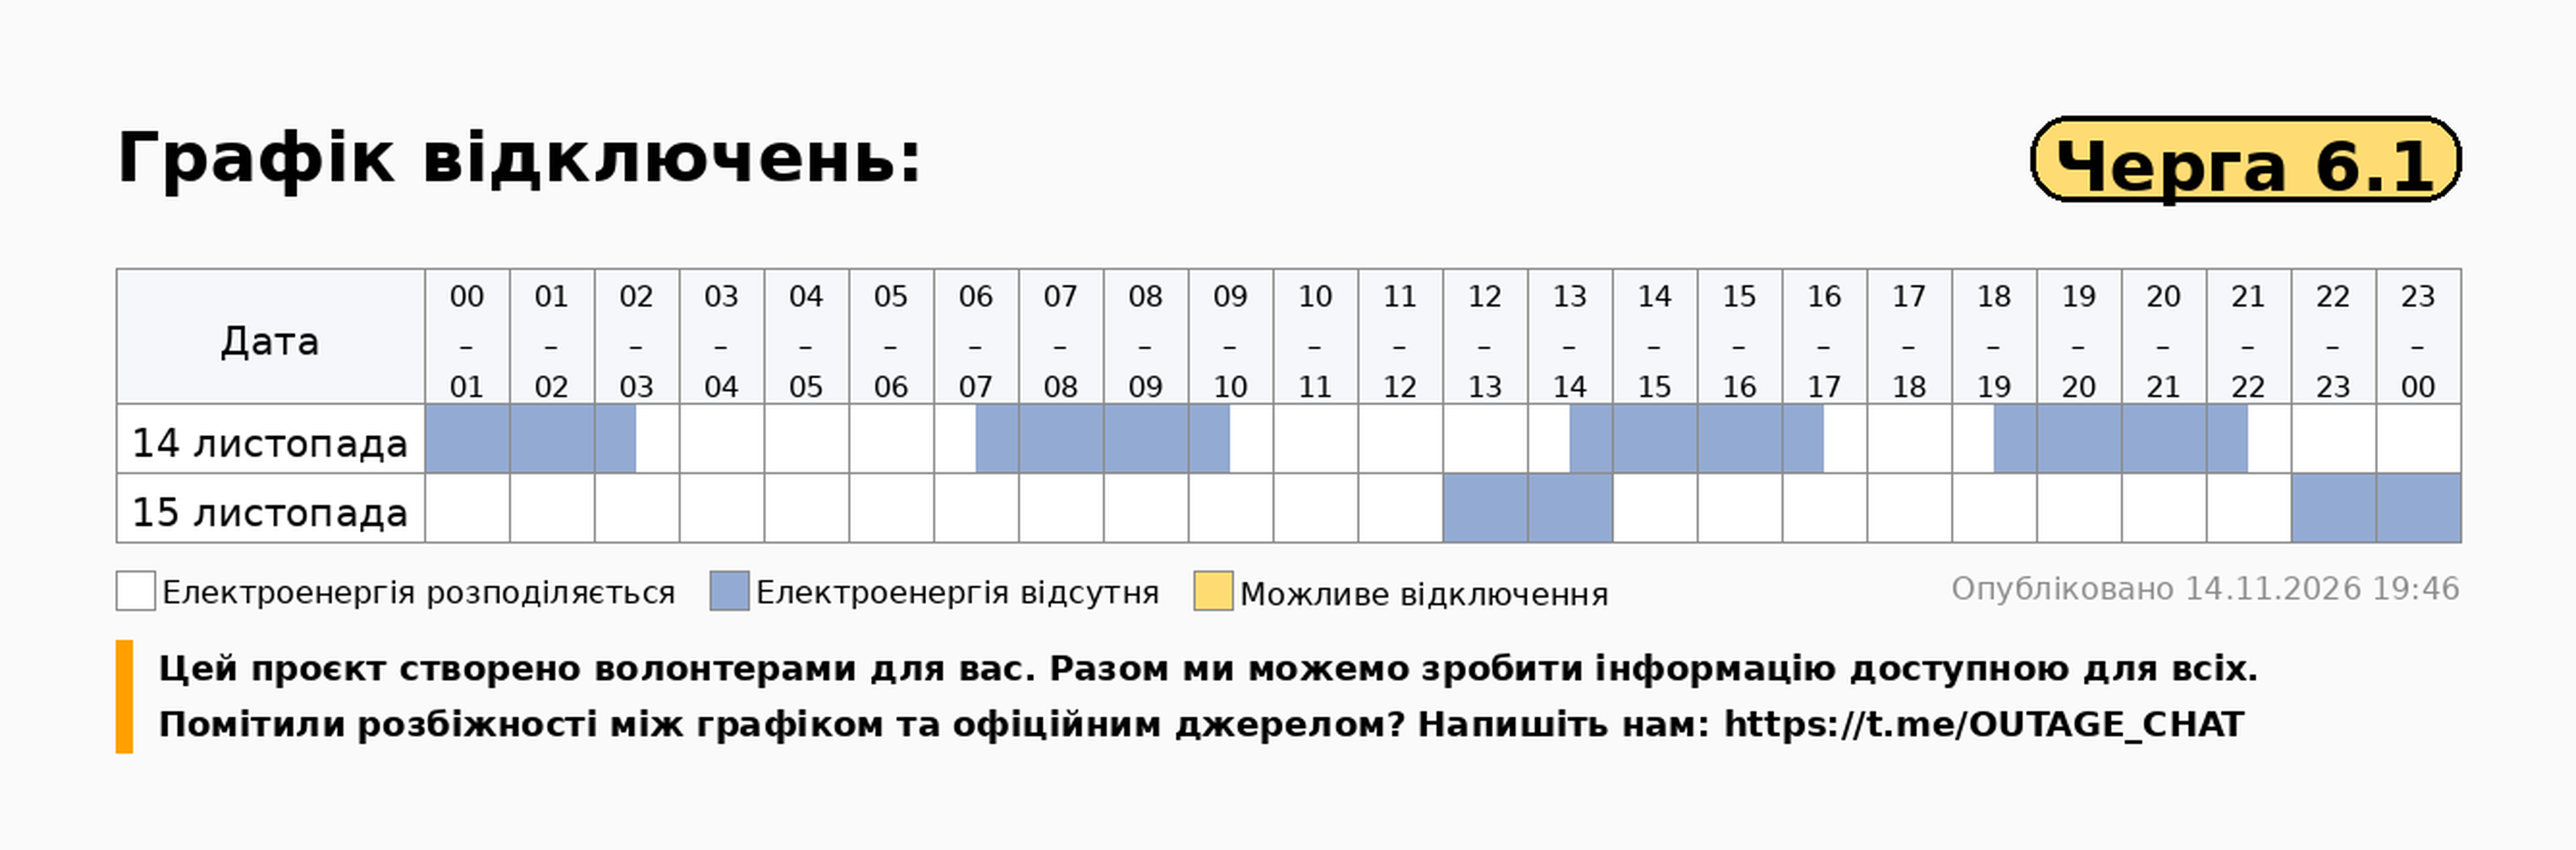 Графік відключень:
Черга 6.1
Дата
00 – 01
01 – 02
02 – 03
03 – 04
04 – 05
05 – 06
06 – 07
07 – 08
08 – 09
09 – 10
10 – 11
11 – 12
12 – 13
13 – 14
14 – 15
15 – 16
16 – 17
17 – 18
18 – 19
19 – 20
20 – 21
21 – 22
22 – 23
23 – 00
14 листопада
15 листопада
Електроенергія розподіляється
Електроенергія відсутня
Можливе відключення
Опубліковано 14.11.2026 19:46
Цей проєкт створено волонтерами для вас. Разом ми можемо зробити інформацію доступною для всіх.
Помітили розбіжності між графіком та офіційним джерелом? Напишіть нам: https://t.me/OUTAGE_CHAT